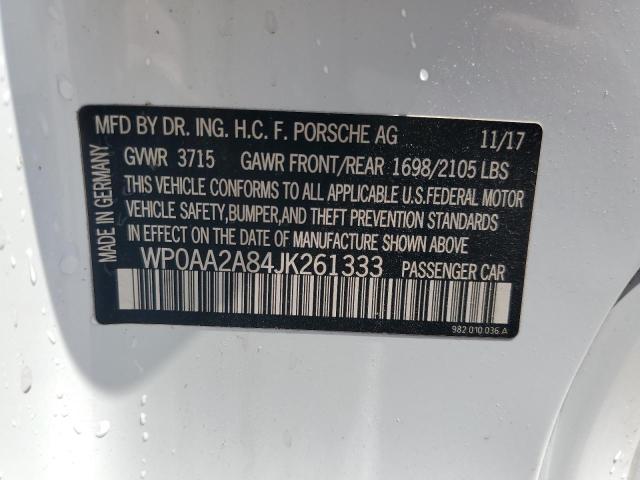 MFD BY DR. ING. H.C. F. PORSCHE AG 11/17
GVWR 3715 GAWR FRONT/REAR 1698/2105 LBS
THIS VEHICLE CONFORMS TO ALL APPLICABLE U.S. FEDERAL MOTOR
VEHICLE SAFETY, BUMPER, AND THEFT PREVENTION STANDARDS
IN EFFECT ON THE DATE OF MANUFACTURE SHOWN ABOVE
WP0AA2A84JK261333 PASSENGER CAR
982 010 036 A
MADE IN GERMANY